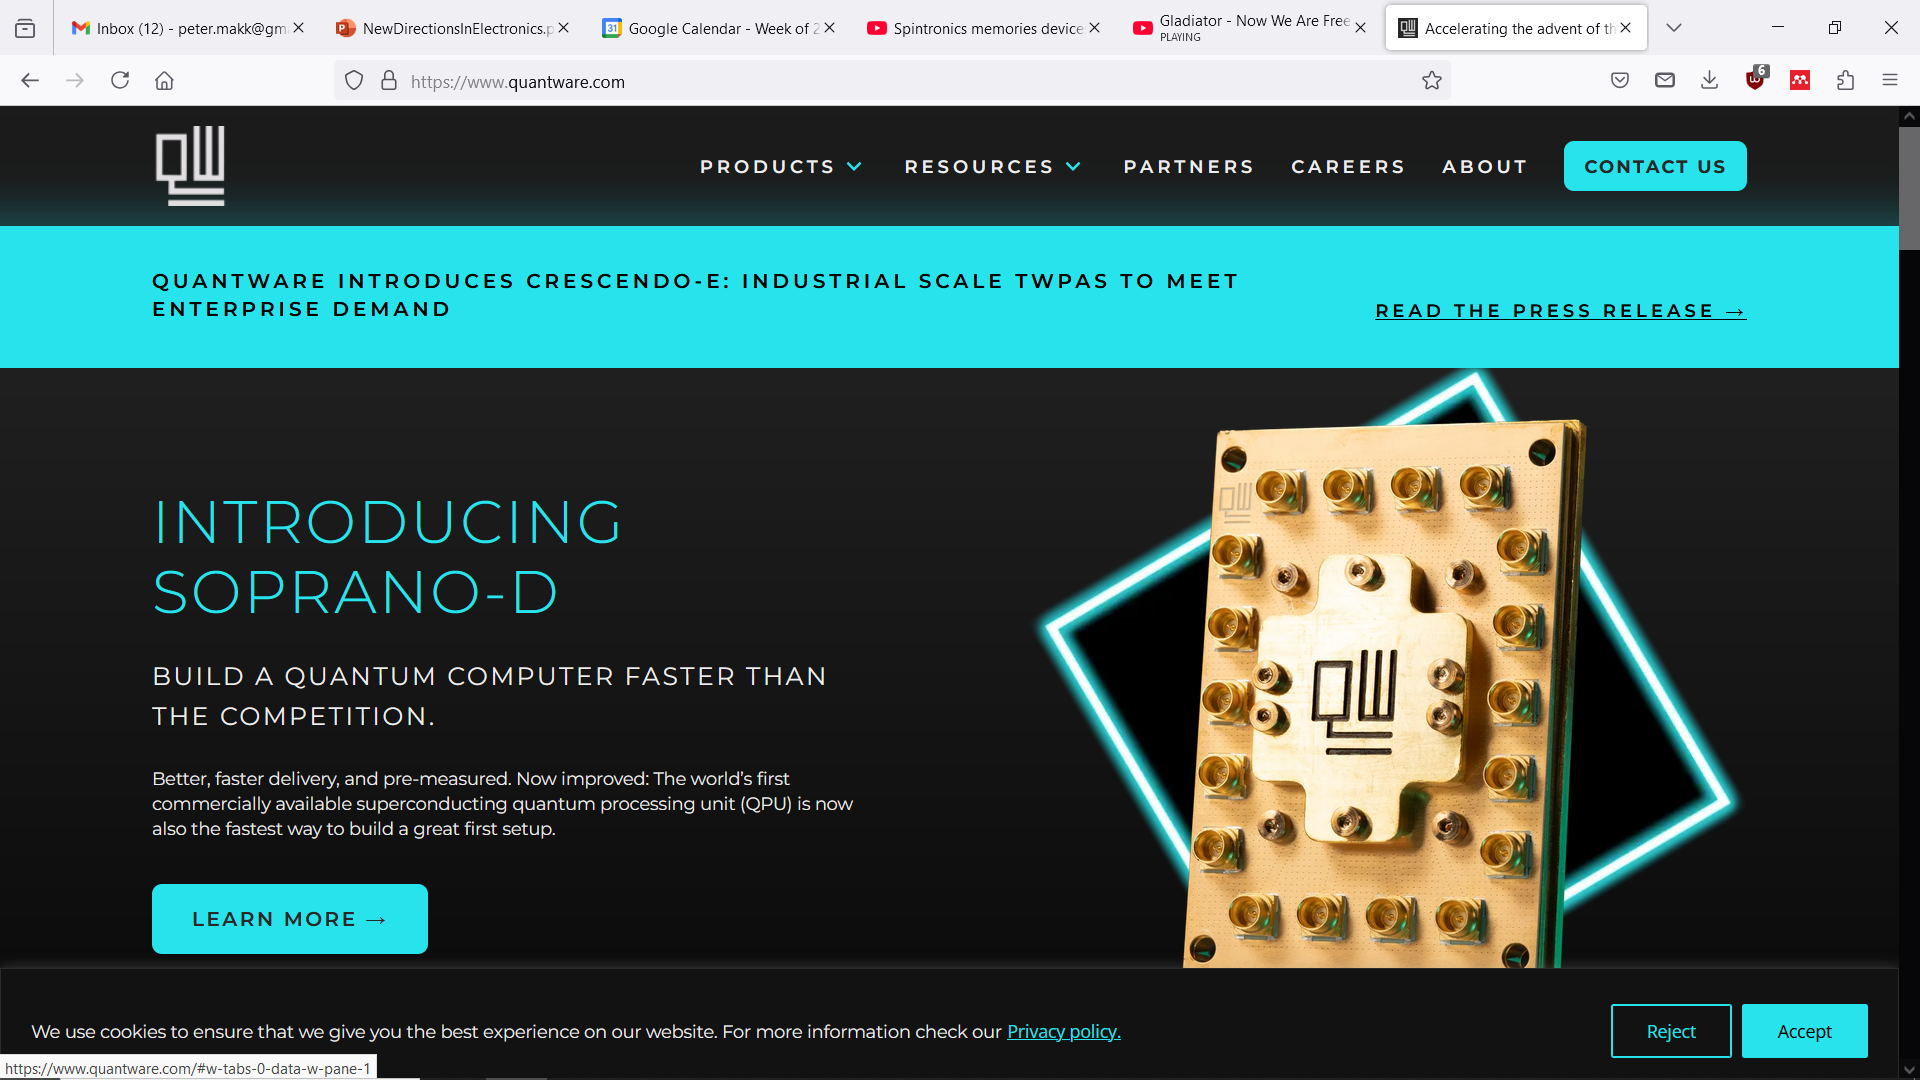 Inbox (12) - peter.makk@gm
NewDirectionsInElectronics.p
Google Calendar - Week of 2
Spintronics memories device
Gladiator - Now We Are Free
PLAYING
Accelerating the advent of th
https://www.quantware.com
6
QW
PRODUCTS
RESOURCES
PARTNERS
CAREERS
ABOUT
CONTACT US
QUANTWARE INTRODUCES CRESCENDO-E: INDUSTRIAL SCALE TWPAS TO MEET
ENTERPRISE DEMAND
READ THE PRESS RELEASE →
INTRODUCING
SOPRANO-D
BUILD A QUANTUM COMPUTER FASTER THAN
THE COMPETITION.
Better, faster delivery, and pre-measured. Now improved: The world’s first
commercially available superconducting quantum processing unit (QPU) is now
also the fastest way to build a great first setup.
LEARN MORE →
QW
QW
We use cookies to ensure that we give you the best experience on our website. For more information check our Privacy policy.
Reject
Accept
https://www.quantware.com/#w-tabs-0-data-w-pane-1